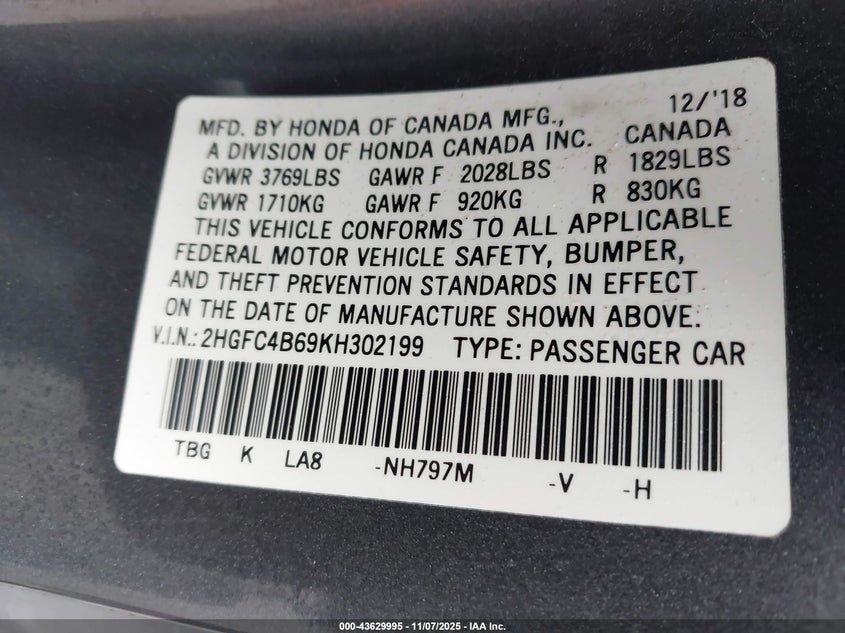 12/'18
MFD. BY HONDA OF CANADA MFG.,
A DIVISION OF HONDA CANADA INC. CANADA
GVWR 3769LBS GAWR F 2028LBS R 1829LBS
GVWR 1710KG GAWR F 920KG R 830KG
THIS VEHICLE CONFORMS TO ALL APPLICABLE
FEDERAL MOTOR VEHICLE SAFETY, BUMPER,
AND THEFT PREVENTION STANDARDS IN EFFECT
ON THE DATE OF MANUFACTURE SHOWN ABOVE.
V.I.N.: 2HGFC4B69KH302199 TYPE: PASSENGER CAR
TBG K LA8 -NH797M -V -H
000-43629995 - 11/07/2025 - IAA Inc.